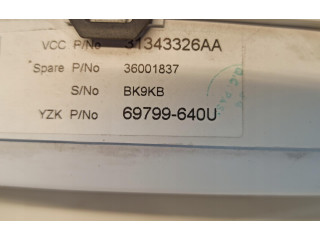 VCC P/No 31343326AA
Spare P/No 36001837
S/No BK9KB
YZK P/No 69799-640U